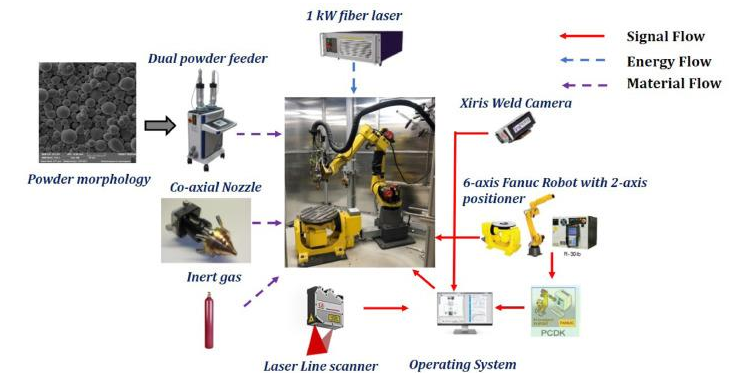 1 kW fiber laser
Signal Flow
Energy Flow
Material Flow
Dual powder feeder
Xiris Weld Camera
Powder morphology
Co-axial Nozzle
6-axis Fanuc Robot with 2-axis
positioner
R-30ib
Inert gas
PCDK
Laser Line scanner
Operating System